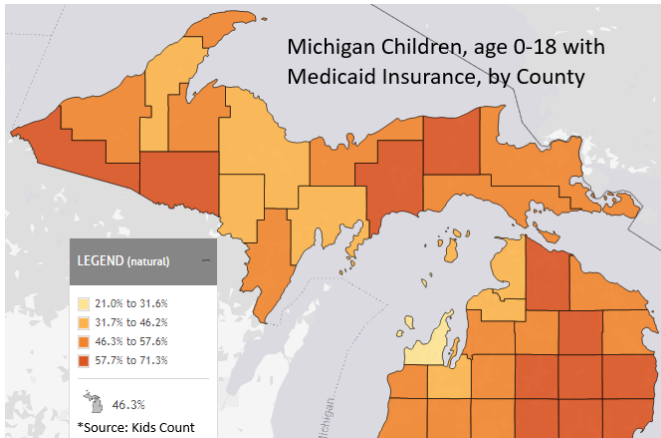 Michigan Children, age 0-18 with
Medicaid Insurance, by County
LEGEND (natural)
21.0% to 31.6%
31.7% to 46.2%
46.3% to 57.6%
57.7% to 71.3%
46.3%
*Source: Kids Count
Michigan